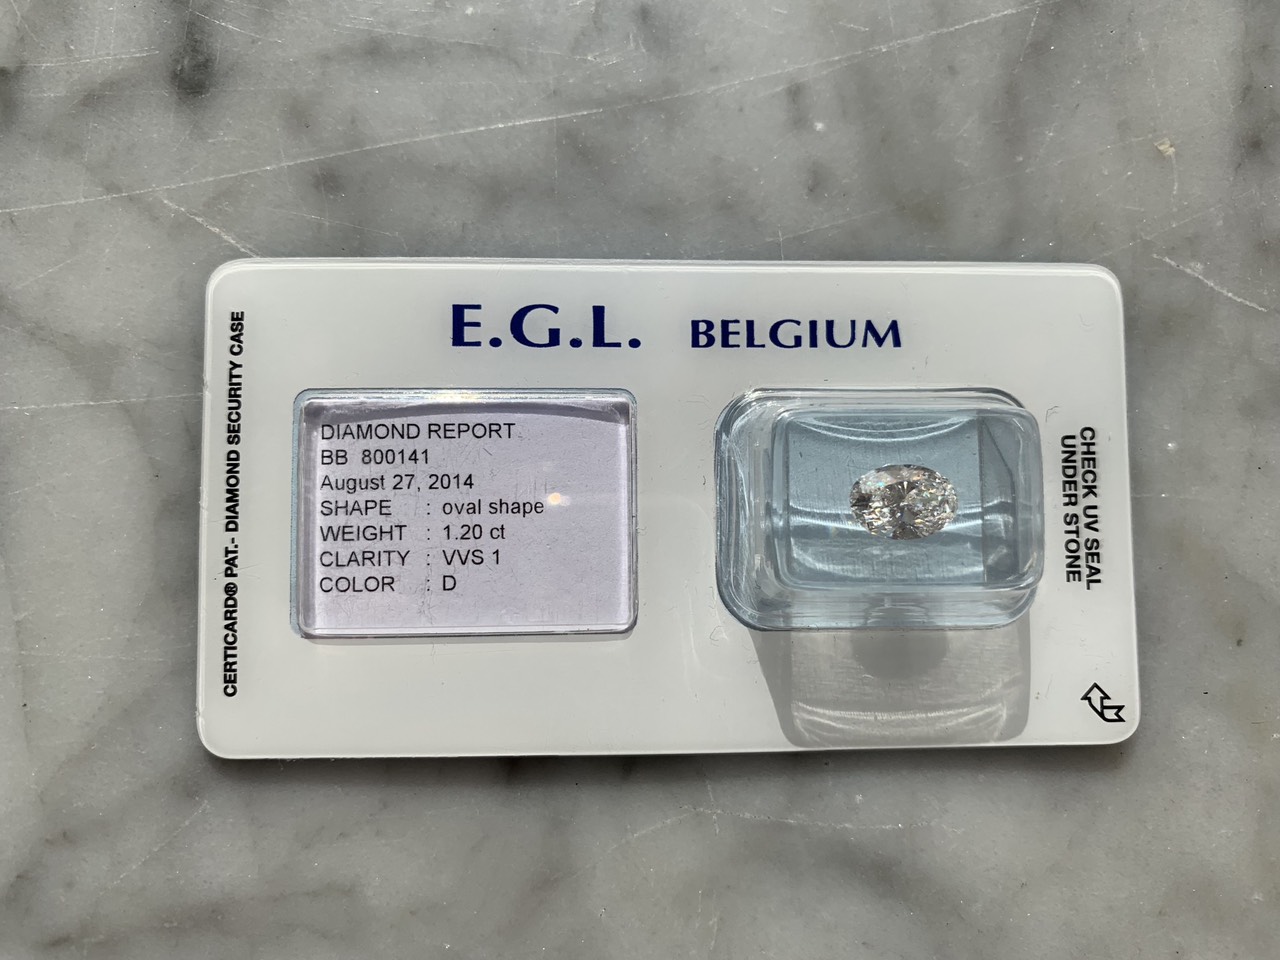 E.G.L. BELGIUM
CERTICARD® PAT.- DIAMOND SECURITY CASE
DIAMOND REPORT
BB 800141
August 27, 2014
SHAPE : oval shape
WEIGHT : 1.20 ct
CLARITY : VVS 1
COLOR : D
CHECK UV SEAL
UNDER STONE